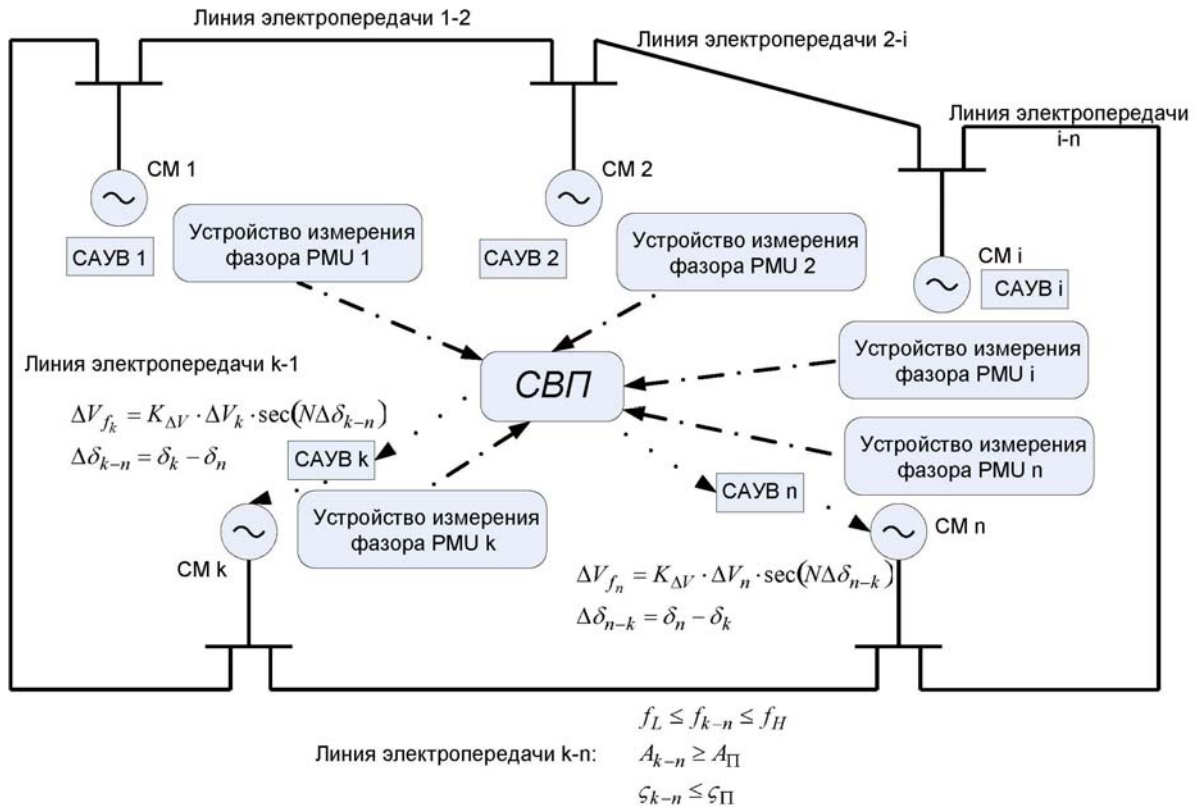 Линия электропередачи 1-2
Линия электропередачи 2-i
Линия электропередачи
i-n
СМ 1
СМ 2
СМ i
САУВ 1
Устройство измерения
фазора PMU 1
САУВ 2
Устройство измерения
фазора PMU 2
САУВ i
Линия электропередачи k-1
СВП
Устройство измерения
фазора PMU i
ΔV_{f_k} = K_{ΔV} · ΔV_k · sec(NΔδ_{k−n})
Δδ_{k−n} = δ_k − δ_n
САУВ k
Устройство измерения
фазора PMU n
САУВ n
Устройство измерения
фазора PMU k
СМ k
СМ n
ΔV_{f_n} = K_{ΔV} · ΔV_n · sec(NΔδ_{n−k})
Δδ_{n−k} = δ_n − δ_k
Линия электропередачи k-n:
f_L ≤ f_{k−n} ≤ f_H
A_{k−n} ≥ A_П
ς_{k−n} ≤ ς_П